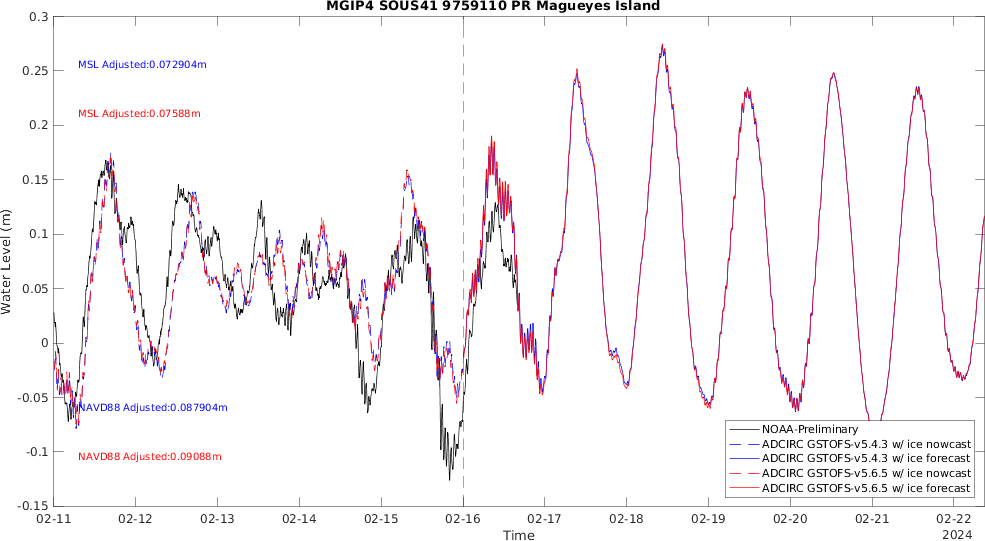 MGIP4 SOUS41 9759110 PR Magueyes Island
0.3
0.25
0.2
0.15
0.1
0.05
0
-0.05
-0.1
-0.15
Water Level (m)
MSL Adjusted:0.072904m
MSL Adjusted:0.07588m
NAVD88 Adjusted:0.087904m
NAVD88 Adjusted:0.09088m
NOAA-Preliminary
ADCIRC GSTOFS-v5.4.3 w/ ice nowcast
ADCIRC GSTOFS-v5.4.3 w/ ice forecast
ADCIRC GSTOFS-v5.6.5 w/ ice nowcast
ADCIRC GSTOFS-v5.6.5 w/ ice forecast
02-11 02-12 02-13 02-14 02-15 02-16 02-17 02-18 02-19 02-20 02-21 02-22
Time
2024